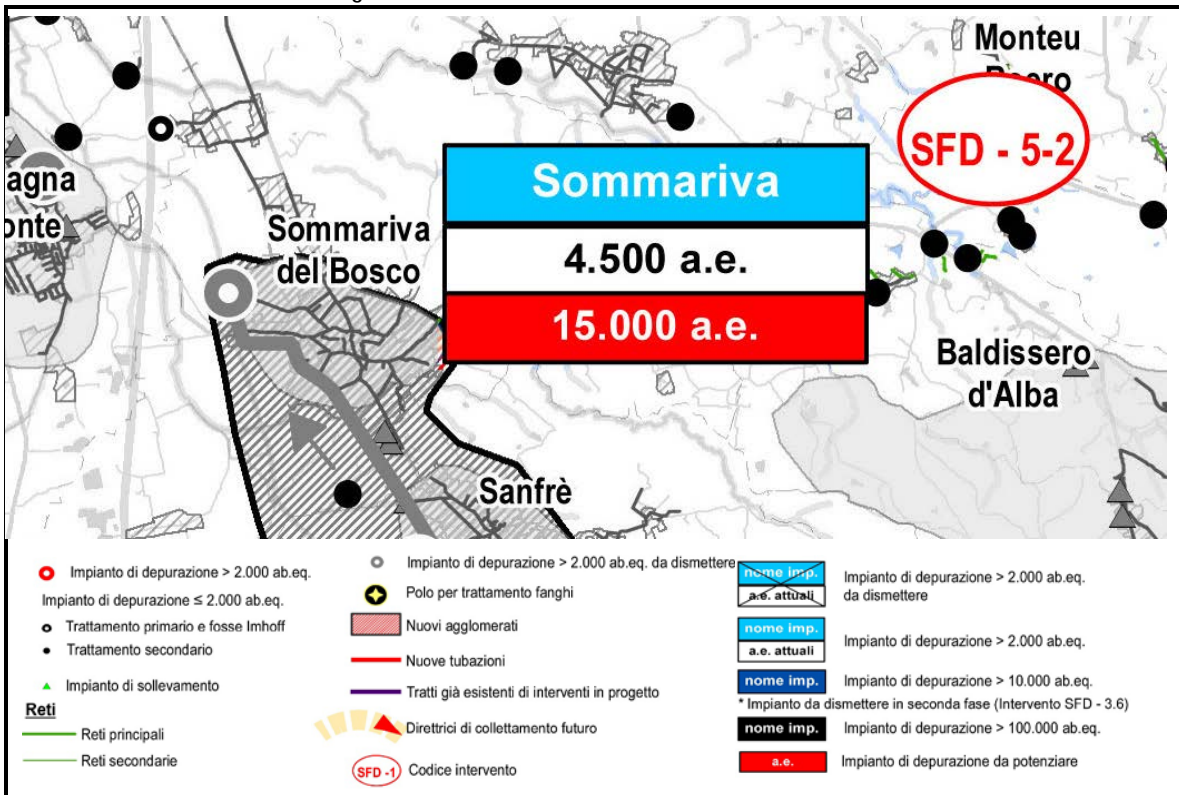 Monteu
Roero
SFD - 5-2
Sommariva
4.500 a.e.
15.000 a.e.
agna
onte
Sommariva
del Bosco
Baldissero
d'Alba
Sanfrè
Impianto di depurazione > 2.000 ab.eq.
Impianto di depurazione ≤ 2.000 ab.eq.
Trattamento primario e fosse Imhoff
Trattamento secondario
Impianto di sollevamento
Reti
Reti principali
Reti secondarie
Impianto di depurazione > 2.000 ab.eq. da dismettere
Polo per trattamento fanghi
Nuovi agglomerati
Nuove tubazioni
Tratti già esistenti di interventi in progetto
Direttrici di collettamento futuro
SFD -1 Codice intervento
nome imp.
a.e. attuali
Impianto di depurazione > 2.000 ab.eq.
da dismettere
nome imp.
a.e. attuali
Impianto di depurazione > 2.000 ab.eq.
nome imp. Impianto di depurazione > 10.000 ab.eq.
* Impianto da dismettere in seconda fase (Intervento SFD - 3.6)
nome imp. Impianto di depurazione > 100.000 ab.eq.
a.e. Impianto di depurazione da potenziare